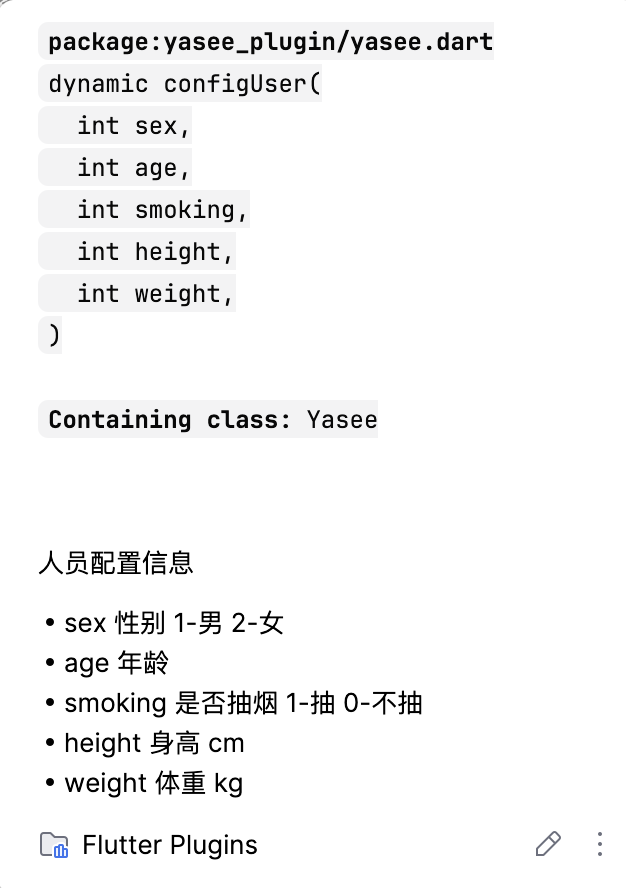 package:yasee_plugin/yasee.dart
dynamic configUser(
  int sex,
  int age,
  int smoking,
  int height,
  int weight,
)
Containing class: Yasee
人员配置信息
• sex 性别 1-男 2-女
• age 年龄
• smoking 是否抽烟 1-抽 0-不抽
• height 身高 cm
• weight 体重 kg
Flutter Plugins